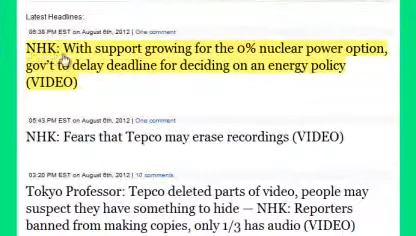 Latest Headlines:
06:38 PM EST on August 6th, 2012 | One comment
NHK: With support growing for the 0% nuclear power option,
gov't to delay deadline for deciding on an energy policy
(VIDEO)
05:43 PM EST on August 6th, 2012 | One comment
NHK: Fears that Tepco may erase recordings (VIDEO)
03:20 PM EST on August 6th, 2012 | 10 comments
Tokyo Professor: Tepco deleted parts of video, people may
suspect they have something to hide — NHK: Reporters
banned from making copies, only 1/3 has audio (VIDEO)